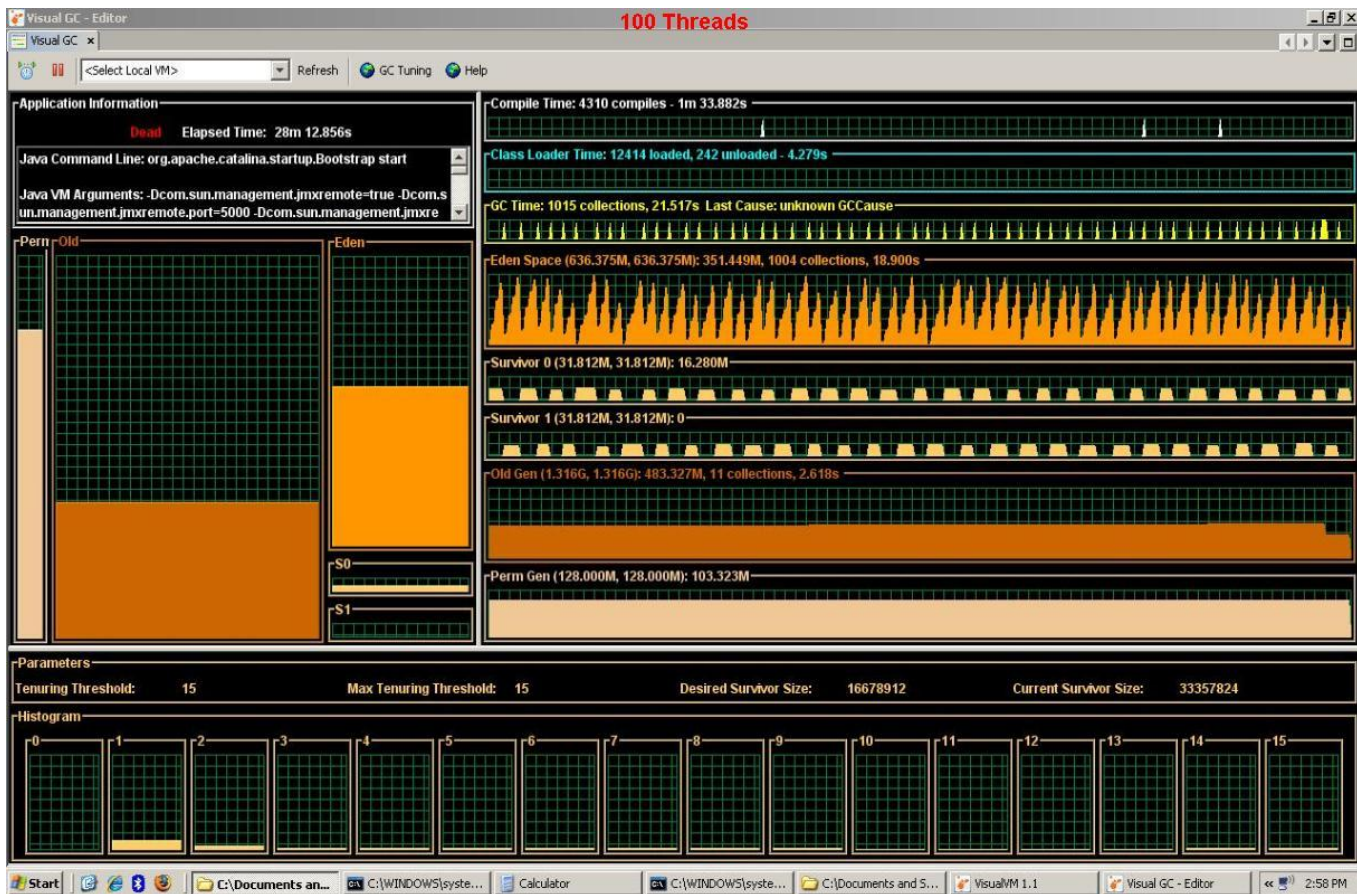 Visual GC - Editor
100 Threads
Visual GC x
<Select Local VM> Refresh GC Tuning Help
Application Information
Dead Elapsed Time: 28m 12.856s
Java Command Line: org.apache.catalina.startup.Bootstrap start
Java VM Arguments: -Dcom.sun.management.jmxremote=true -Dcom.s
un.management.jmxremote.port=5000 -Dcom.sun.management.jmxre
Perm
Old
Eden
S0
S1
Compile Time: 4310 compiles - 1m 33.882s
Class Loader Time: 12414 loaded, 242 unloaded - 4.279s
GC Time: 1015 collections, 21.517s Last Cause: unknown GCCause
Eden Space (636.375M, 636.375M): 351.449M, 1004 collections, 18.900s
Survivor 0 (31.812M, 31.812M): 16.280M
Survivor 1 (31.812M, 31.812M): 0
Old Gen (1.316G, 1.316G): 483.327M, 11 collections, 2.618s
Perm Gen (128.000M, 128.000M): 103.323M
Parameters
Tenuring Threshold: 15 Max Tenuring Threshold: 15 Desired Survivor Size: 16678912 Current Survivor Size: 33357824
Histogram
0 1 2 3 4 5 6 7 8 9 10 11 12 13 14 15
Start C:\Documents an... C:\WINDOWS\syste... Calculator C:\WINDOWS\syste... C:\Documents and S... VisualVM 1.1 Visual GC - Editor « 2:58 PM